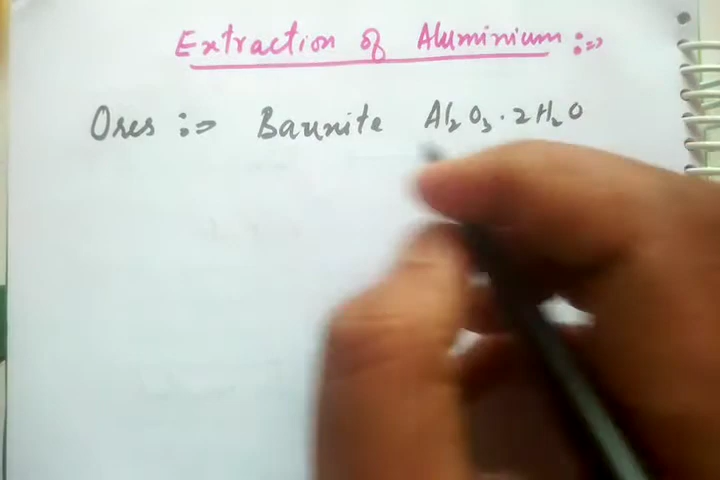 Extraction of Aluminium :=>
Ores :=> Bauxite Al₂O₃·2H₂O